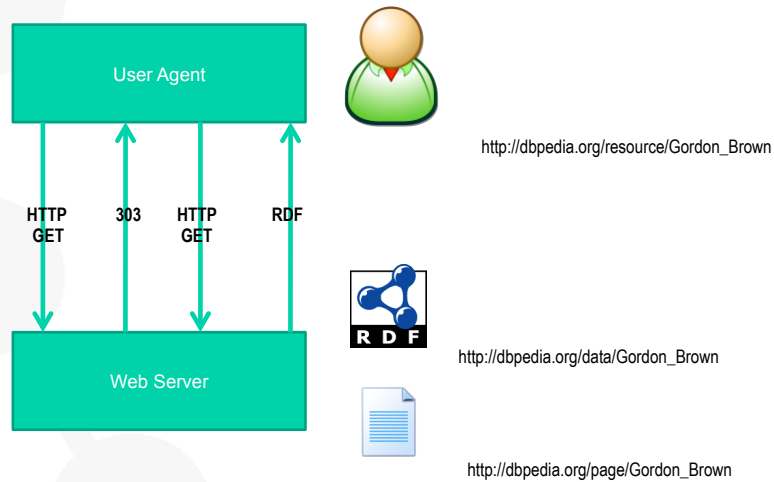 User Agent
http://dbpedia.org/resource/Gordon_Brown
HTTP
GET
303
HTTP
GET
RDF
RDF
http://dbpedia.org/data/Gordon_Brown
Web Server
http://dbpedia.org/page/Gordon_Brown